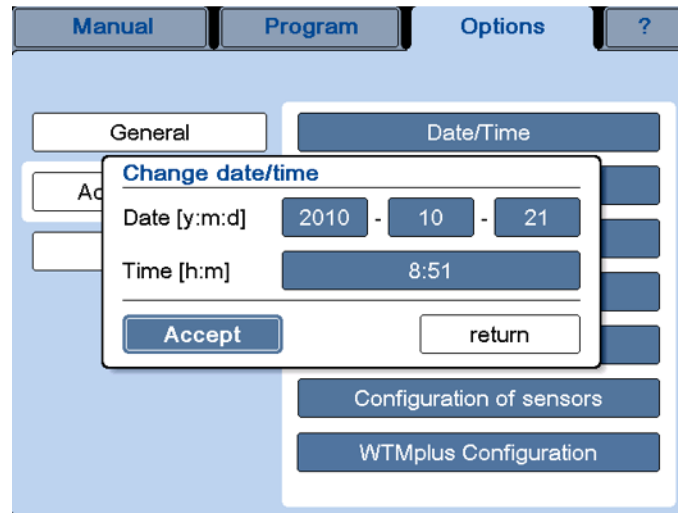 Manual Program Options ?
General Date/Time
Change date/time
Date [y:m:d] 2010 - 10 - 21
Time [h:m] 8:51
Accept return
Configuration of sensors
WTMplus Configuration